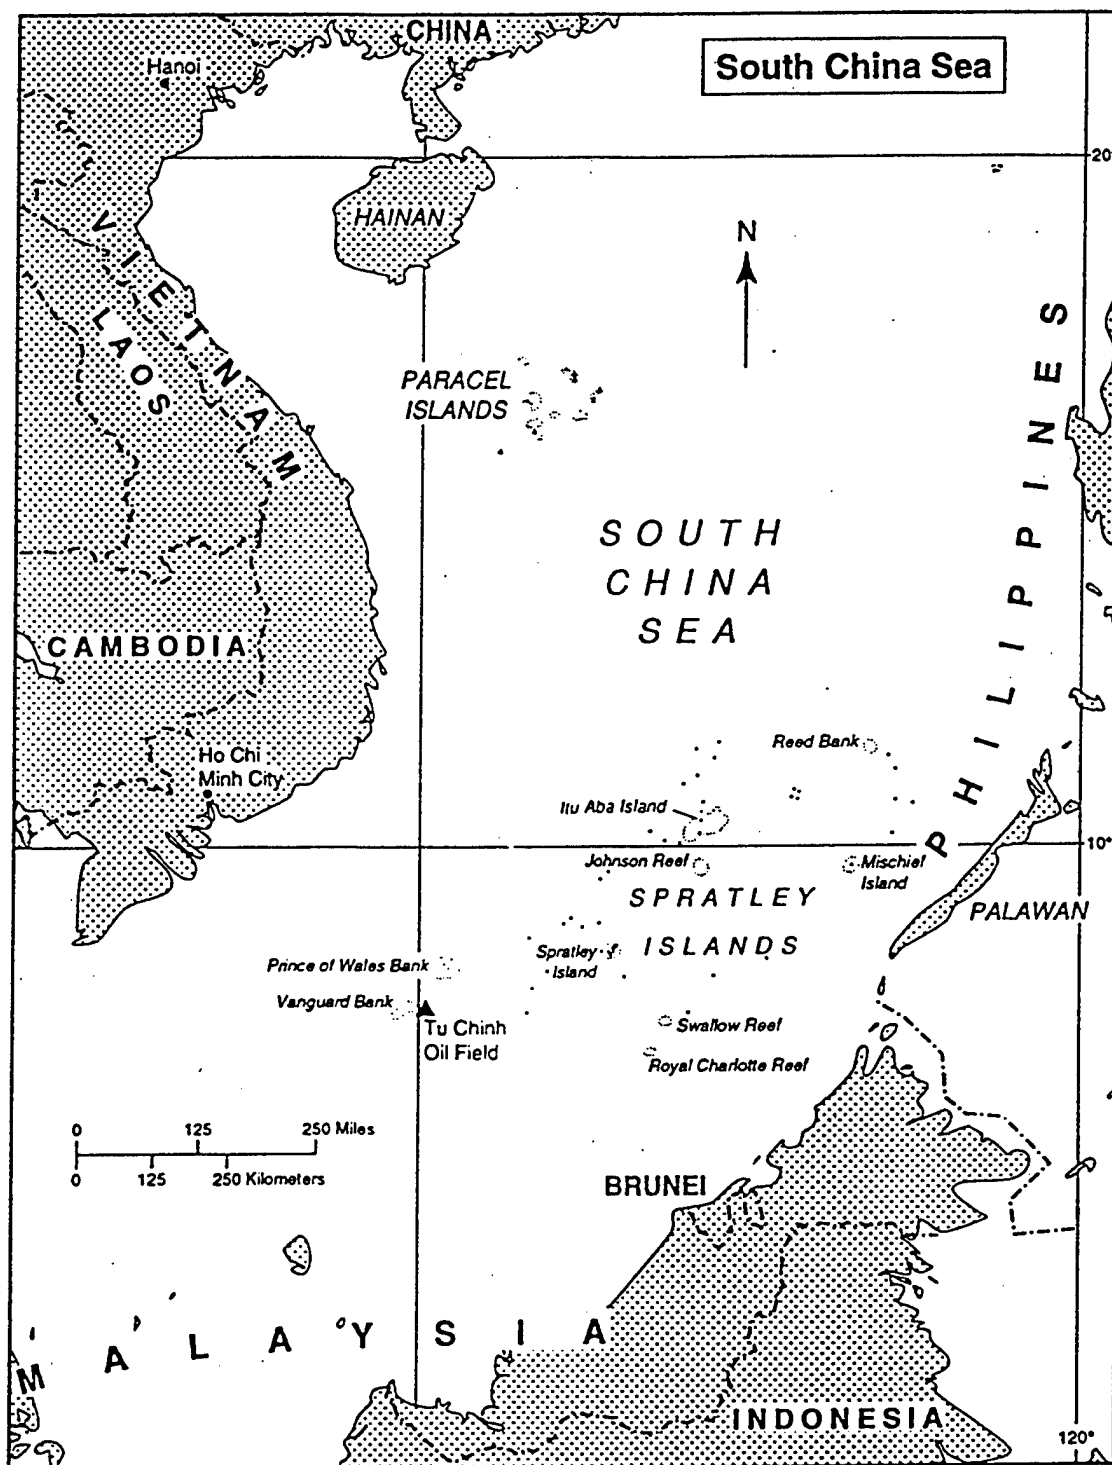 CHINA
South China Sea
Hanoi
20°
HAINAN
N
VIETNAM
LAOS
PARACEL
ISLANDS
PHILIPPINES
SOUTH
CHINA
SEA
CAMBODIA
Reed Bank
Ho Chi
Minh City
Itu Aba Island
10°
Johnson Reef
Mischief
Island
SPRATLEY
ISLANDS
PALAWAN
Spratley
Island
Prince of Wales Bank
Vanguard Bank
Tu Chinh
Oil Field
Swallow Reef
Royal Charlotte Reef
0 125 250 Miles
0 125 250 Kilometers
BRUNEI
MALAYSIA
INDONESIA
120°